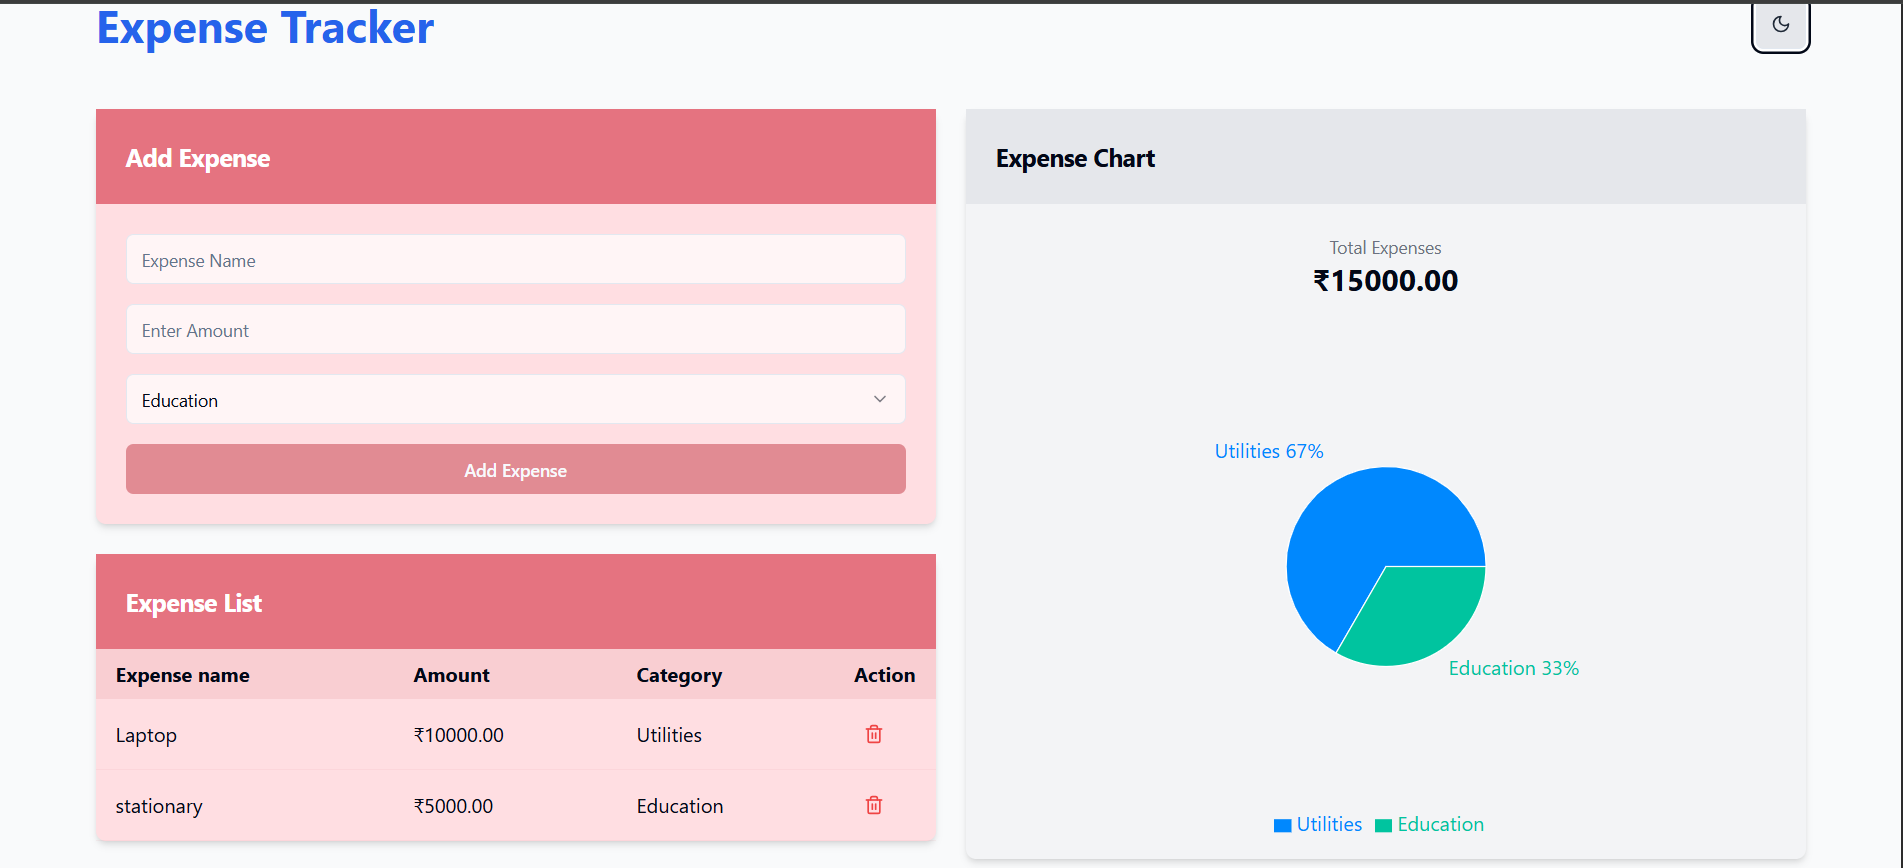 Expense Tracker
Add Expense
Expense Name
Enter Amount
Education
Add Expense
Expense List
Expense name Amount Category Action
Laptop ₹10000.00 Utilities
stationary ₹5000.00 Education
Expense Chart
Total Expenses
₹15000.00
Utilities 67%
Education 33%
Utilities Education